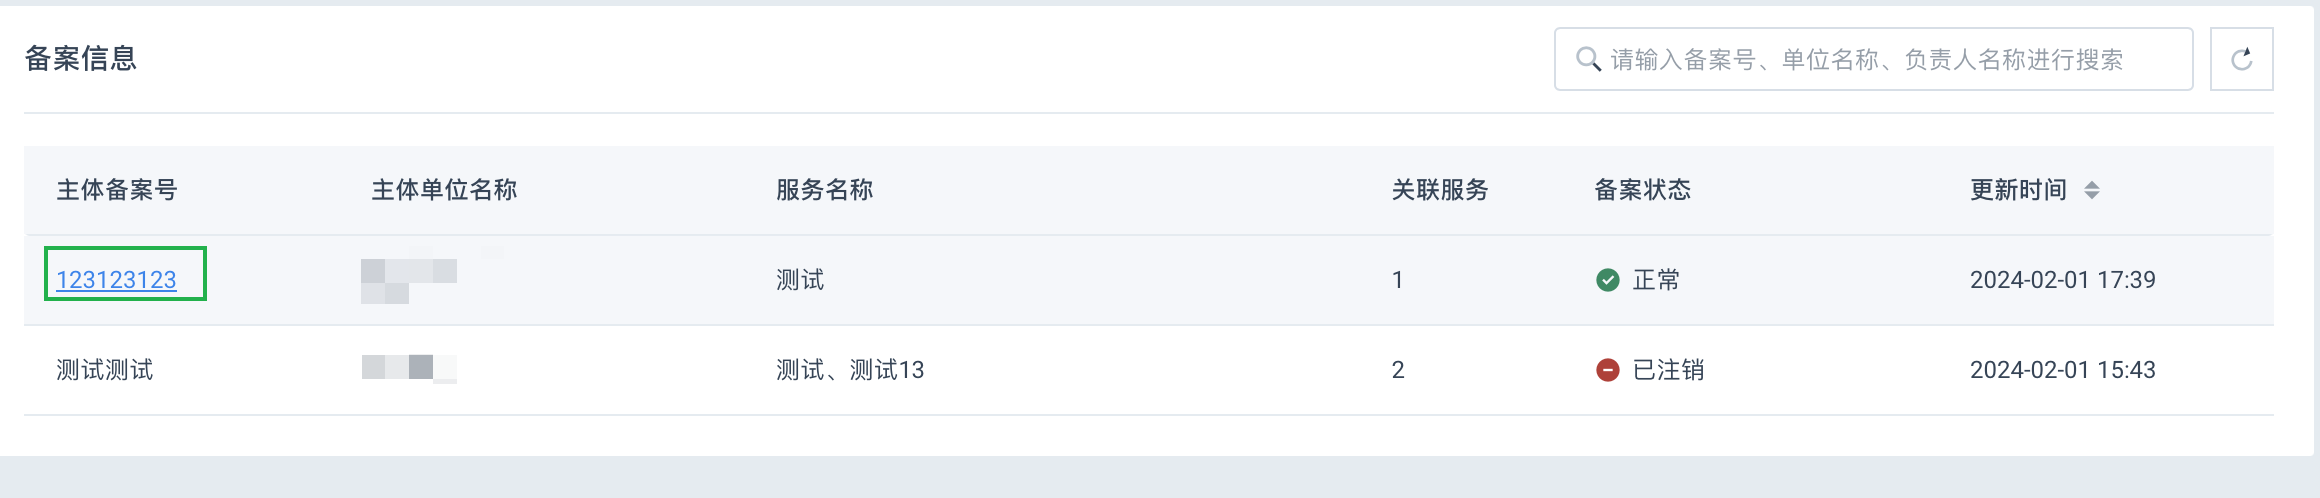 备案信息
请输入备案号、单位名称、负责人名称进行搜索
主体备案号 主体单位名称 服务名称 关联服务 备案状态 更新时间
123123123 测试 1 正常 2024-02-01 17:39
测试测试 测试、测试13 2 已注销 2024-02-01 15:43